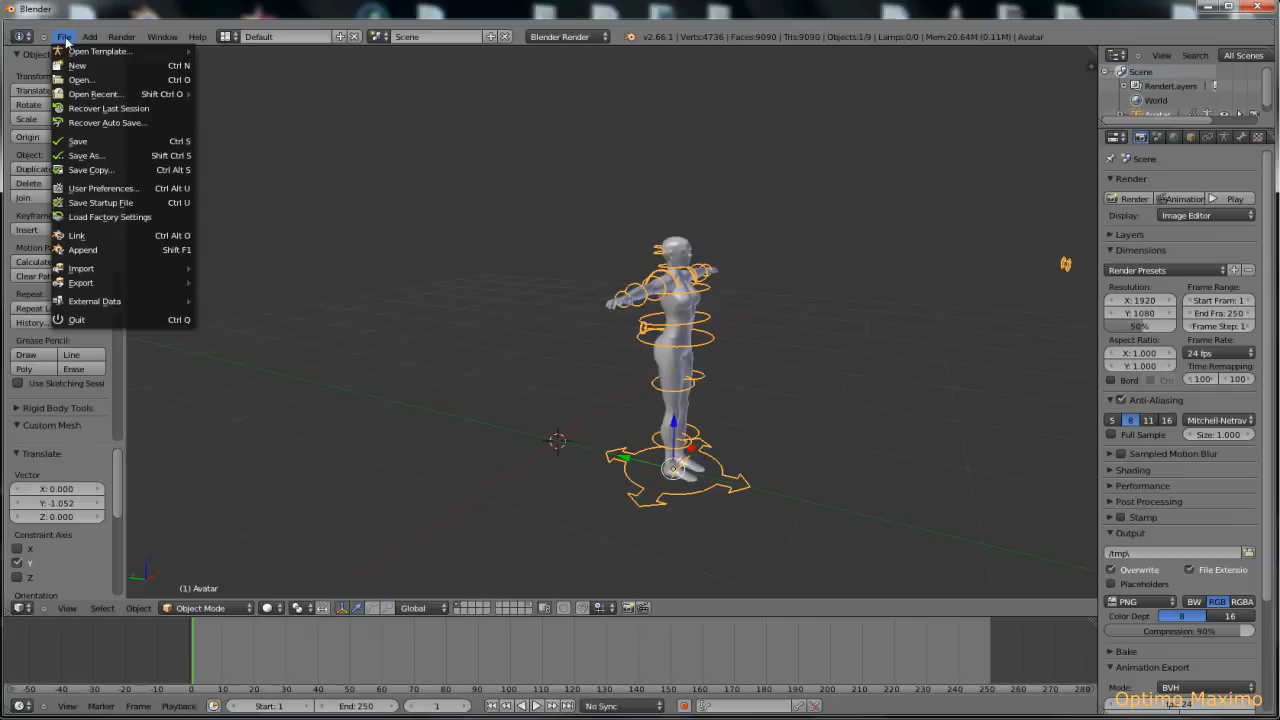 Blender
File Add Render Window Help Default Scene Blender Render v2.66.1 | Verts:4736 | Faces:9090 | Tris:9090 | Objects:1/9 | Lamps:0/0 | Mem:20.64M (0.11M) | Avatar
Open Template...
New Ctrl N
Open... Ctrl O
Open Recent... Shift Ctrl O
Recover Last Session
Recover Auto Save...
Save Ctrl S
Save As... Shift Ctrl S
Save Copy... Ctrl Alt S
User Preferences... Ctrl Alt U
Save Startup File Ctrl U
Load Factory Settings
Link Ctrl Alt O
Append Shift F1
Import
Export
External Data
Quit Ctrl Q
Object
Transform
Translate
Rotate
Scale
Origin
Object:
Duplicat
Delete
Join
Keyfram
Insert
Motion P
Calculate
Clear Pat
Repeat:
Repeat L
History...
Grease Pencil:
Draw Line
Poly Erase
Use Sketching Sessi
Rigid Body Tools
Custom Mesh
Translate
Vector
X: 0.000
Y: -1.052
Z: 0.000
Constraint Axis
X
Y
Z
Orientation
(1) Avatar
View Select Object Object Mode Global
-50 -40 -30 -20 -10 0 10 20 30 40 50 60 70 80 90 100 110 120 130 140 150 160 170 180 190 200 210 220 230 240 250 260 270 280
View Marker Frame Playback Start: 1 End: 250 1 No Sync
View Search All Scenes
Scene
RenderLayers
World
Avatar
Scene
Render
Render Animation Play
Display: Image Editor
Layers
Dimensions
Render Presets
Resolution: Frame Range:
X: 1920 Start Fram: 1
Y: 1080 End Fra: 250
50% Frame Step: 1
Aspect Ratio: Frame Rate:
X: 1.000 24 fps
Y: 1.000 Time Remapping:
Bord Cro 100 100
Anti-Aliasing
5 8 11 16 Mitchell-Netrav
Full Sample Size: 1.000
Sampled Motion Blur
Shading
Performance
Post Processing
Stamp
Output
/tmp\
Overwrite File Extensio
Placeholders
PNG BW RGB RGBA
Color Dept 8 16
Compression: 90%
Bake
Animation Export
Mode: BVH
Optimo Maximo